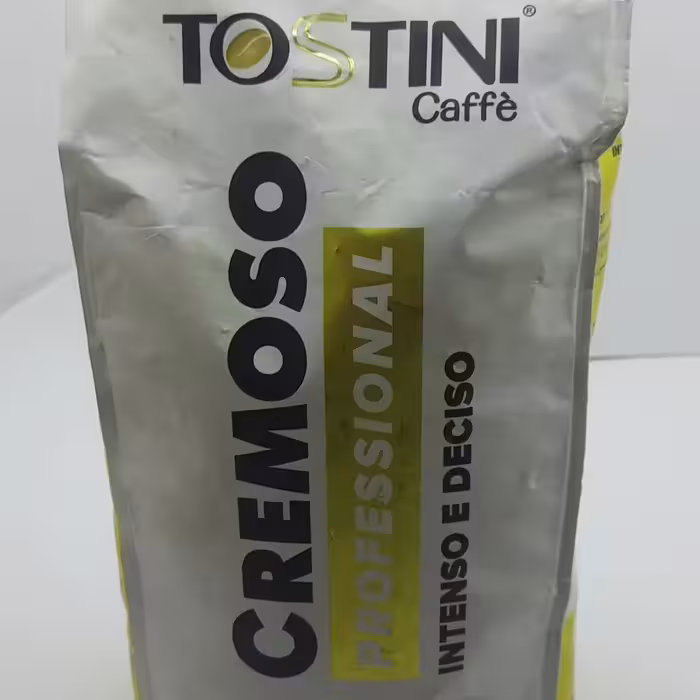 TOSTINI®
Caffè
CREMOSO
PROFESSIONAL
INTENSO E DECISO